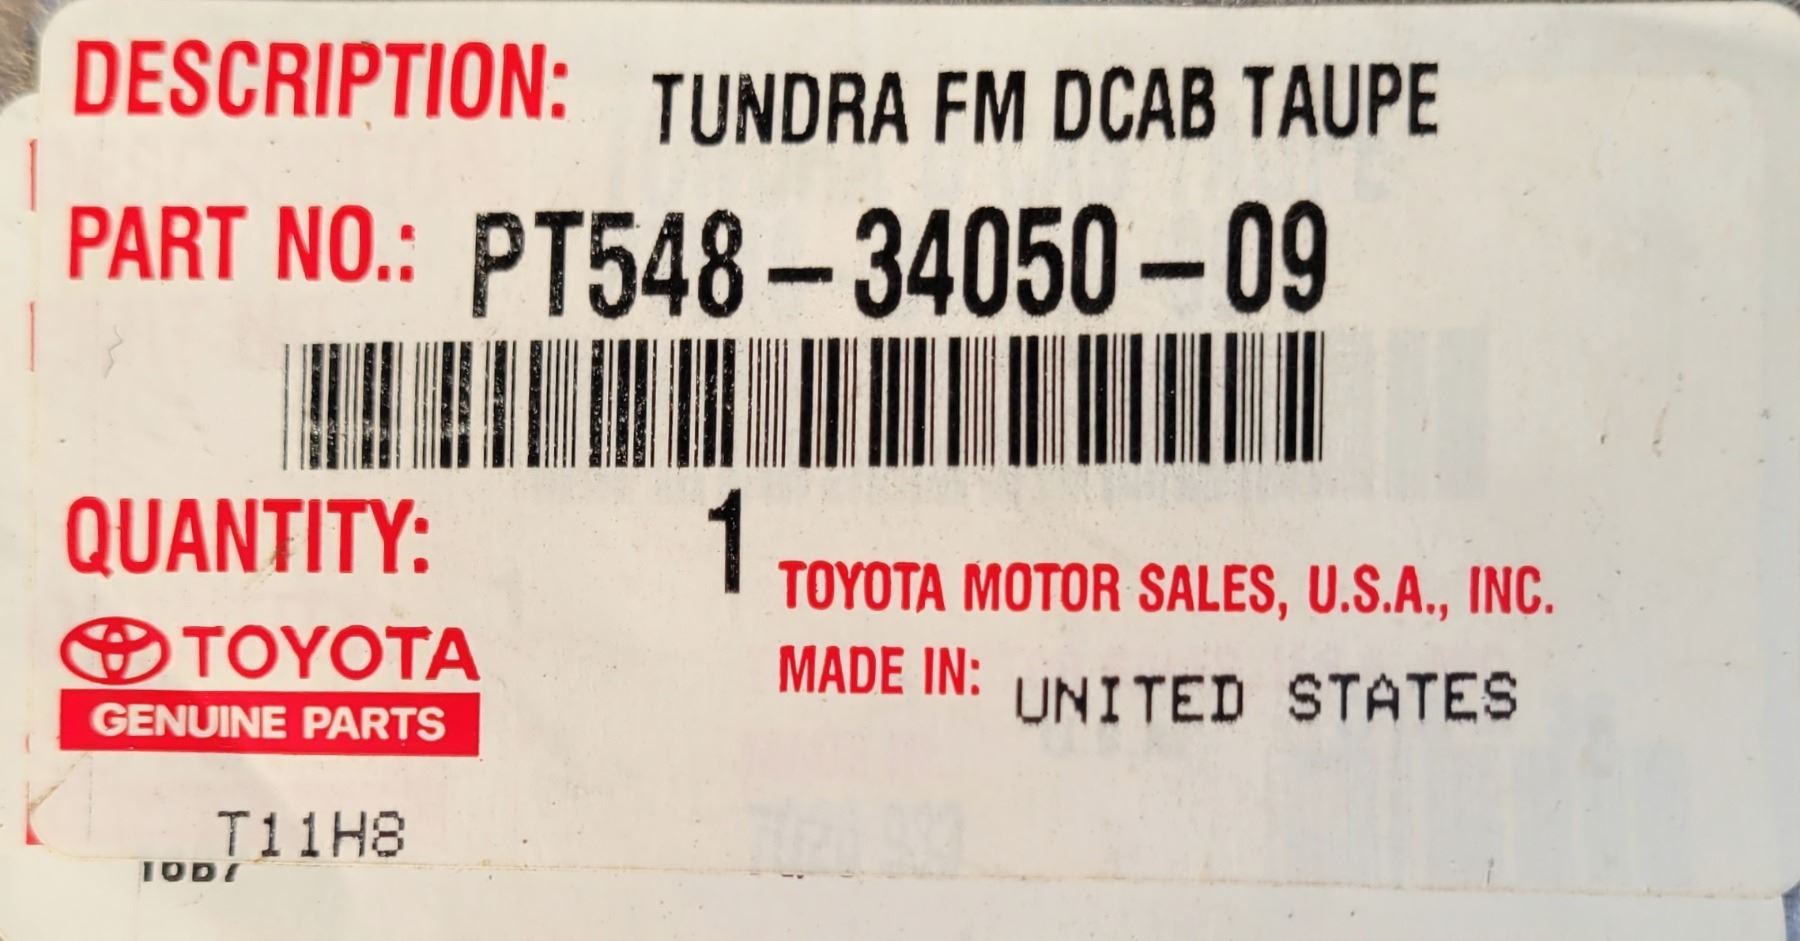 DESCRIPTION: TUNDRA FM DCAB TAUPE
PART NO.: PT548-34050-09
QUANTITY: 1
TOYOTA MOTOR SALES, U.S.A., INC.
TOYOTA
GENUINE PARTS
MADE IN: UNITED STATES
T11H8